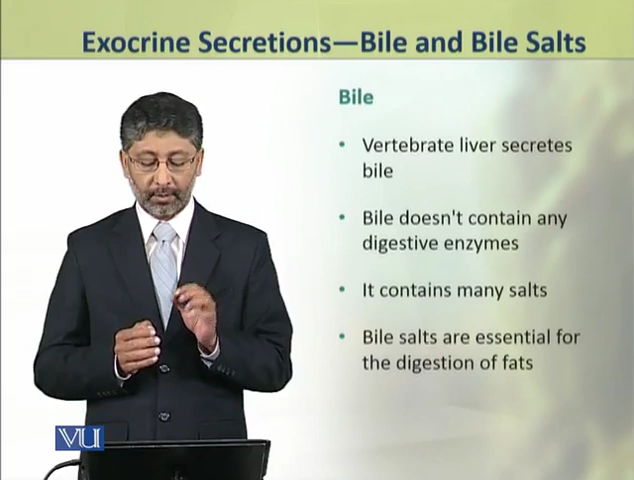 Exocrine Secretions—Bile and Bile Salts
Bile
• Vertebrate liver secretes
bile
• Bile doesn't contain any
digestive enzymes
• It contains many salts
• Bile salts are essential for
the digestion of fats
VU